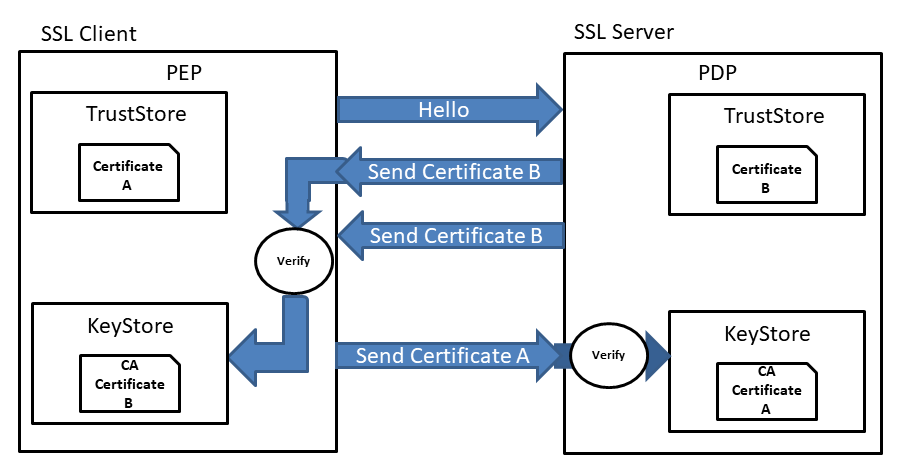 SSL Client
SSL Server
PEP
PDP
TrustStore
Certificate
A
Hello
TrustStore
Certificate
B
Send Certificate B
Send Certificate B
Verify
KeyStore
CA
Certificate
B
Send Certificate A
Verify
KeyStore
CA
Certificate
A